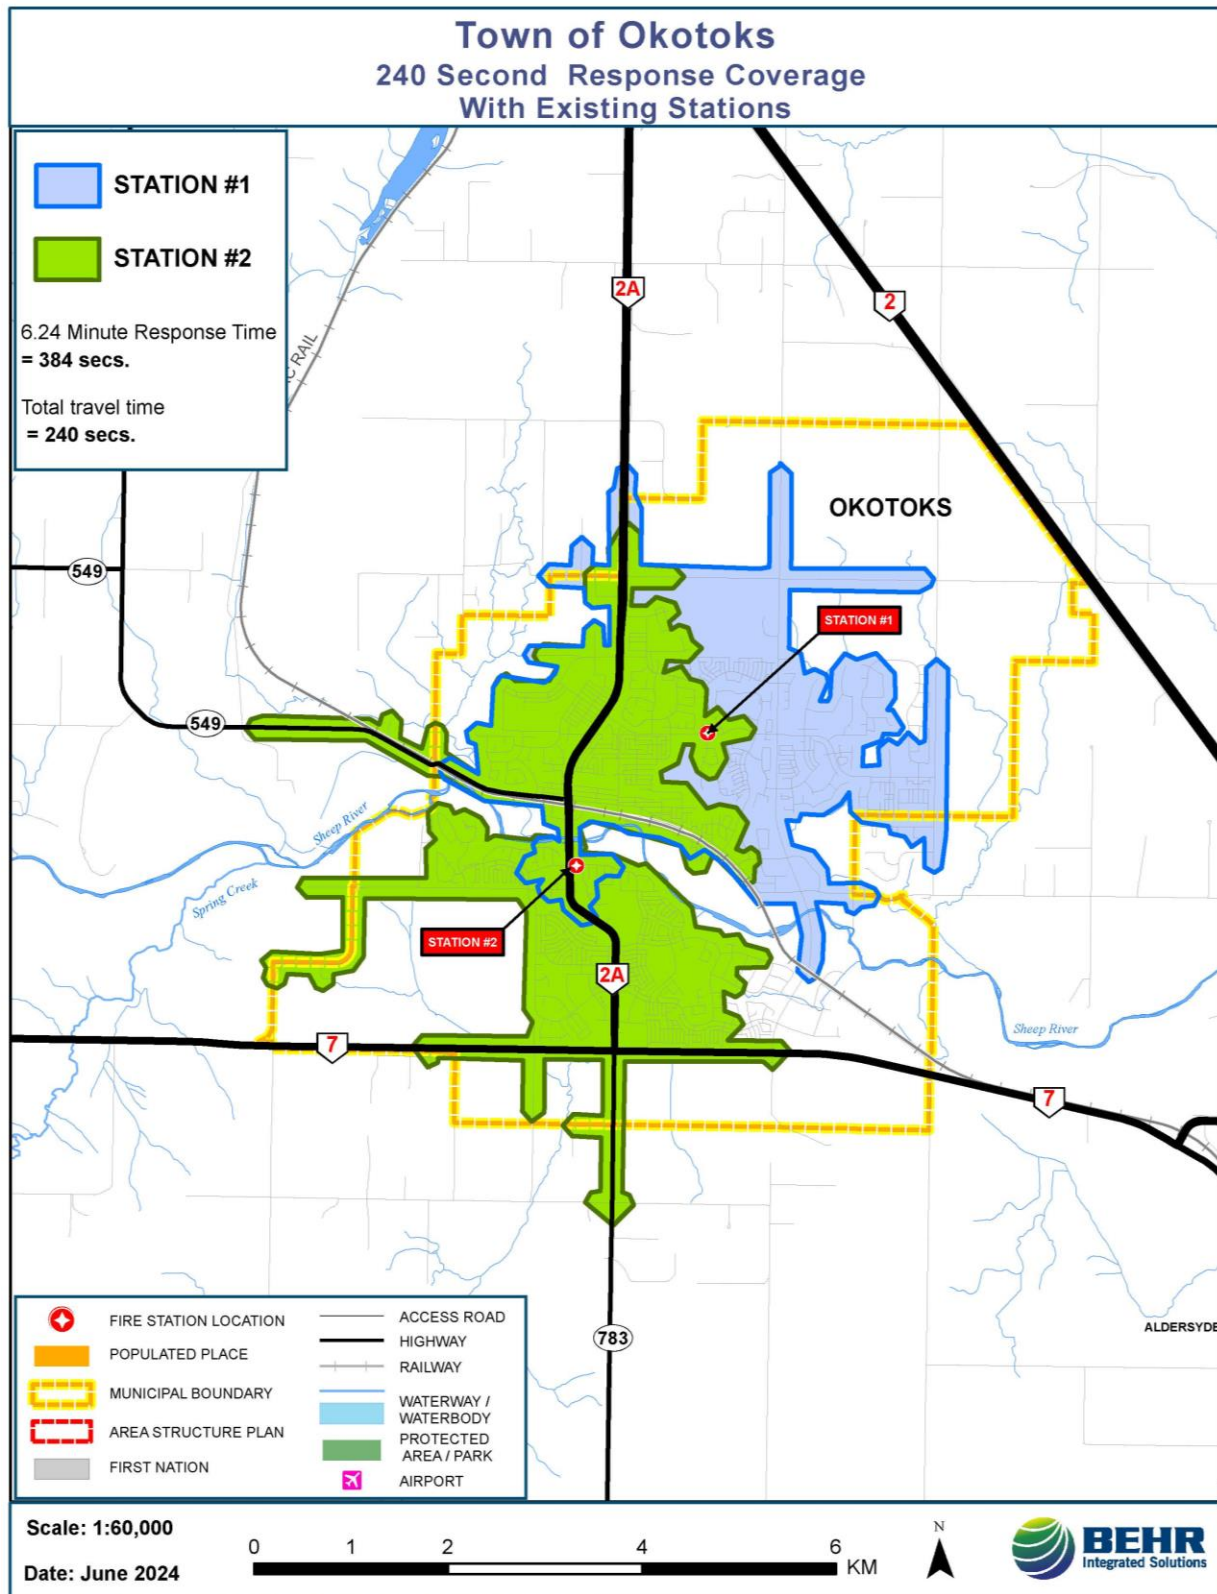 Town of Okotoks
240 Second Response Coverage
With Existing Stations
STATION #1
STATION #2
6.24 Minute Response Time
= 384 secs.
Total travel time
= 240 secs.
C RAIL
2A
2
OKOTOKS
549
STATION #1
549
Sheep River
Spring Creek
STATION #2
2A
Sheep River
7
7
783
ALDERSYDE
FIRE STATION LOCATION
POPULATED PLACE
MUNICIPAL BOUNDARY
AREA STRUCTURE PLAN
FIRST NATION
ACCESS ROAD
HIGHWAY
RAILWAY
WATERWAY /
WATERBODY
PROTECTED
AREA / PARK
AIRPORT
Scale: 1:60,000
Date: June 2024
0 1 2 4 6 KM
N
BEHR
Integrated Solutions